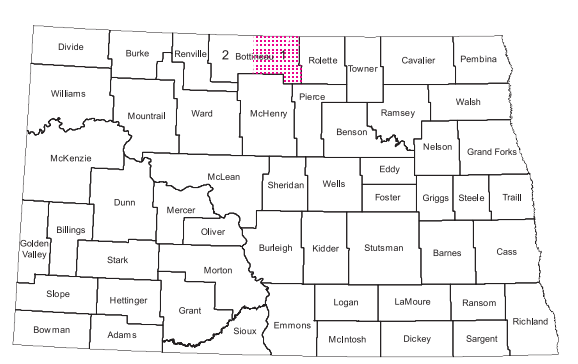 Divide
Burke
Renville
2 Bottineau 1
Rolette
Towner
Cavalier
Pembina
Williams
Mountrail
Ward
McHenry
Pierce
Benson
Ramsey
Walsh
McKenzie
Nelson
Grand Forks
McLean
Sheridan
Wells
Eddy
Foster
Griggs
Steele
Traill
Dunn
Mercer
Oliver
Golden
Valley
Billings
Stark
Morton
Burleigh
Kidder
Stutsman
Barnes
Cass
Slope
Hettinger
Grant
Logan
LaMoure
Ransom
Richland
Bowman
Adams
Sioux
Emmons
McIntosh
Dickey
Sargent